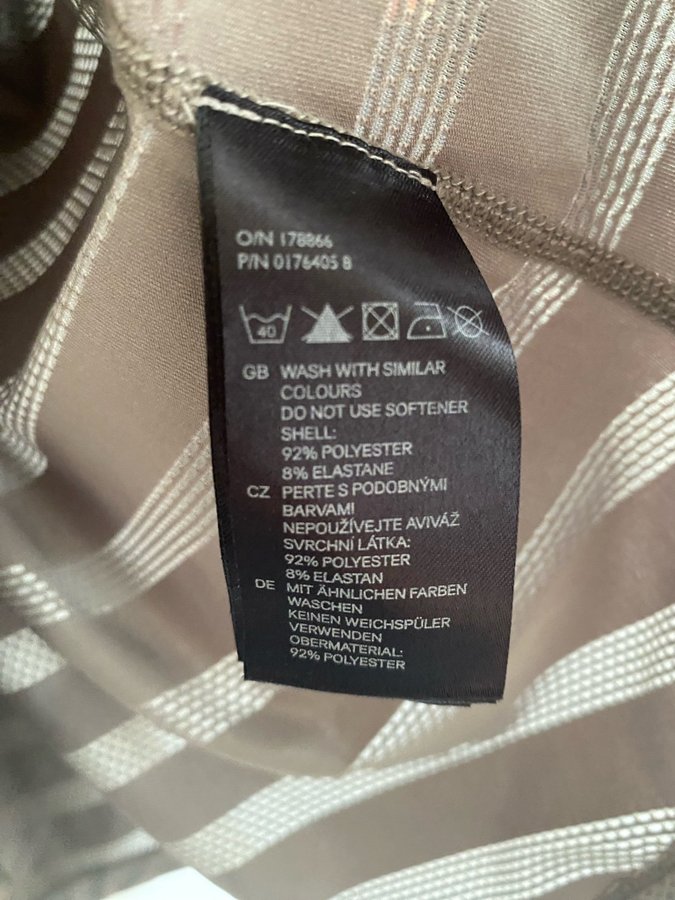 O/N 178866
P/N 0176405 8
40
GB WASH WITH SIMILAR
COLOURS
DO NOT USE SOFTENER
SHELL:
92% POLYESTER
8% ELASTANE
CZ PERTE S PODOBNÝMI
BARVAMI
NEPOUŽÍVEJTE AVIVÁŽ
SVRCHNÍ LÁTKA:
92% POLYESTER
8% ELASTAN
DE MIT ÄHNLICHEN FARBEN
WASCHEN
KEINEN WEICHSPÜLER
VERWENDEN
OBERMATERIAL:
92% POLYESTER